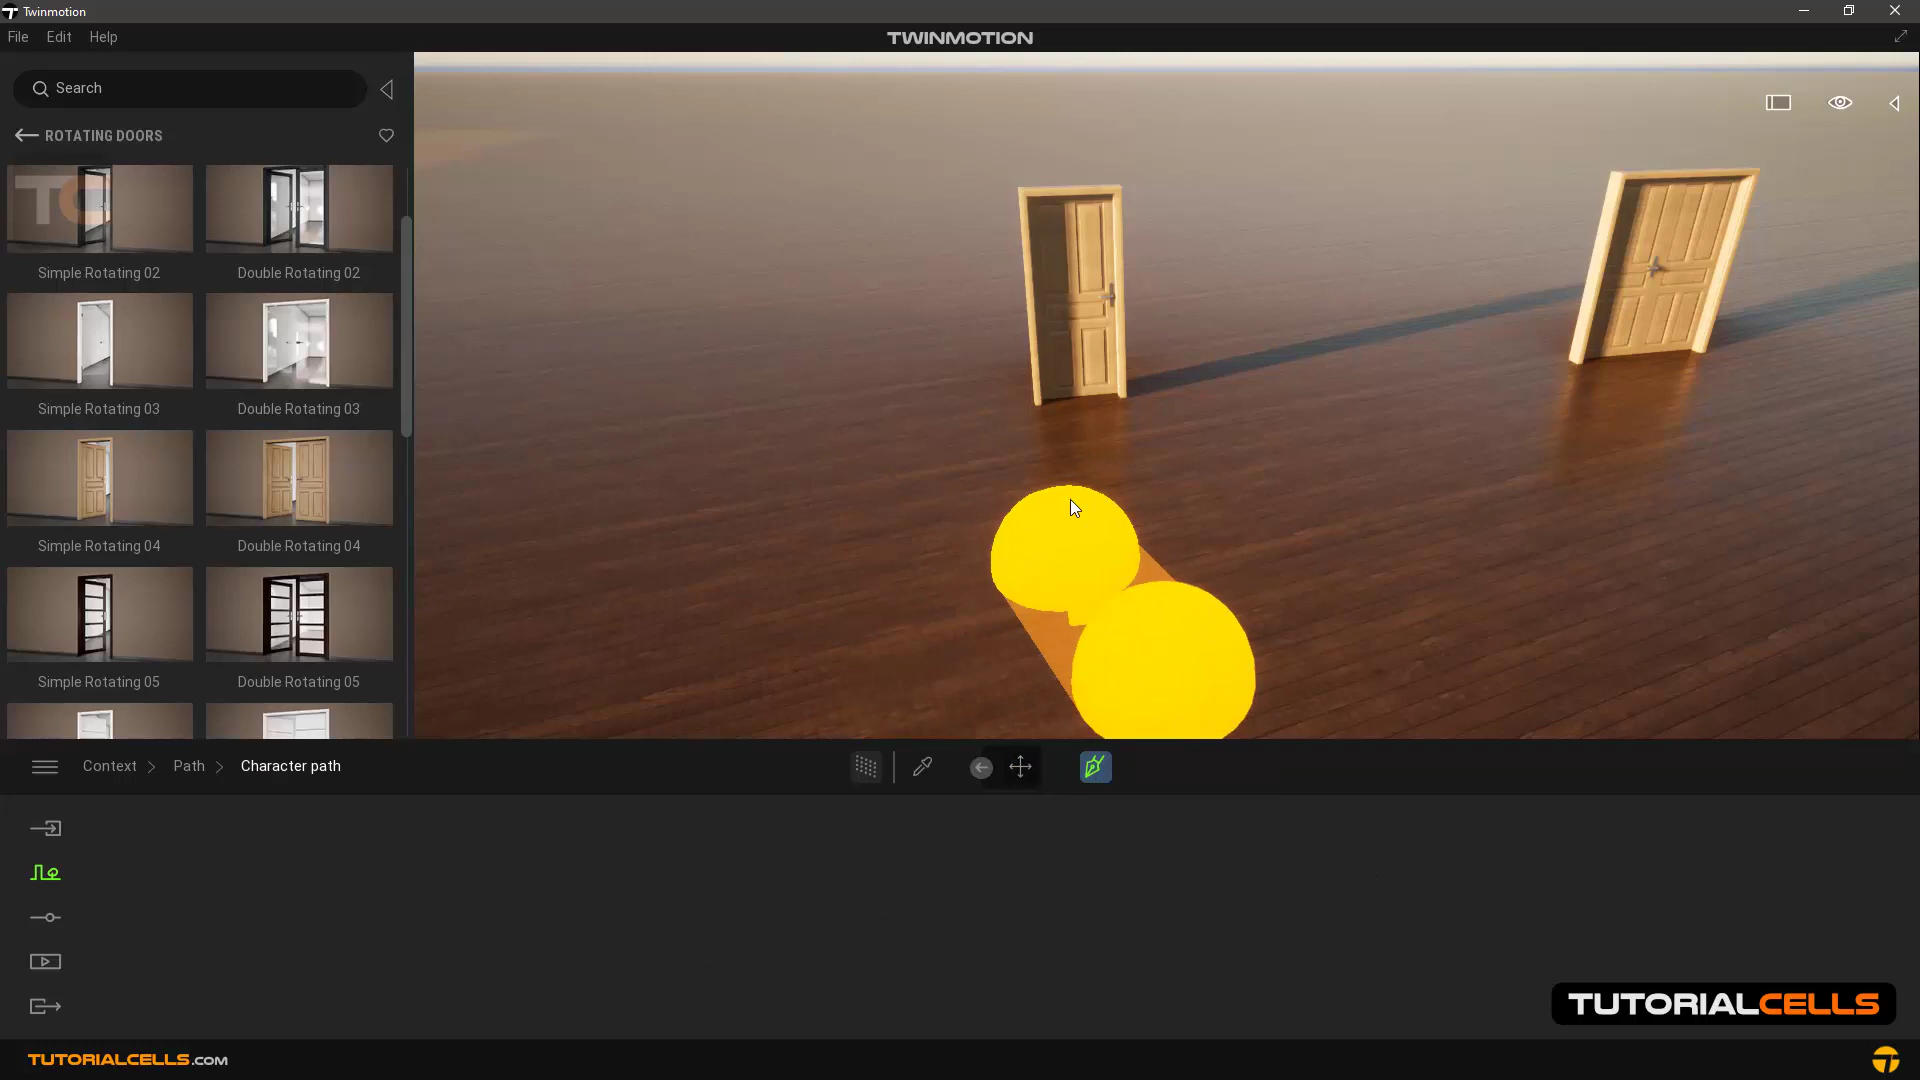 Twinmotion
File Edit Help
TWINMOTION
Search
ROTATING DOORS
TC
Simple Rotating 02
Double Rotating 02
Simple Rotating 03
Double Rotating 03
Simple Rotating 04
Double Rotating 04
Simple Rotating 05
Double Rotating 05
Context > Path > Character path
TUTORIALCELLS
TUTORIALCELLS.COM